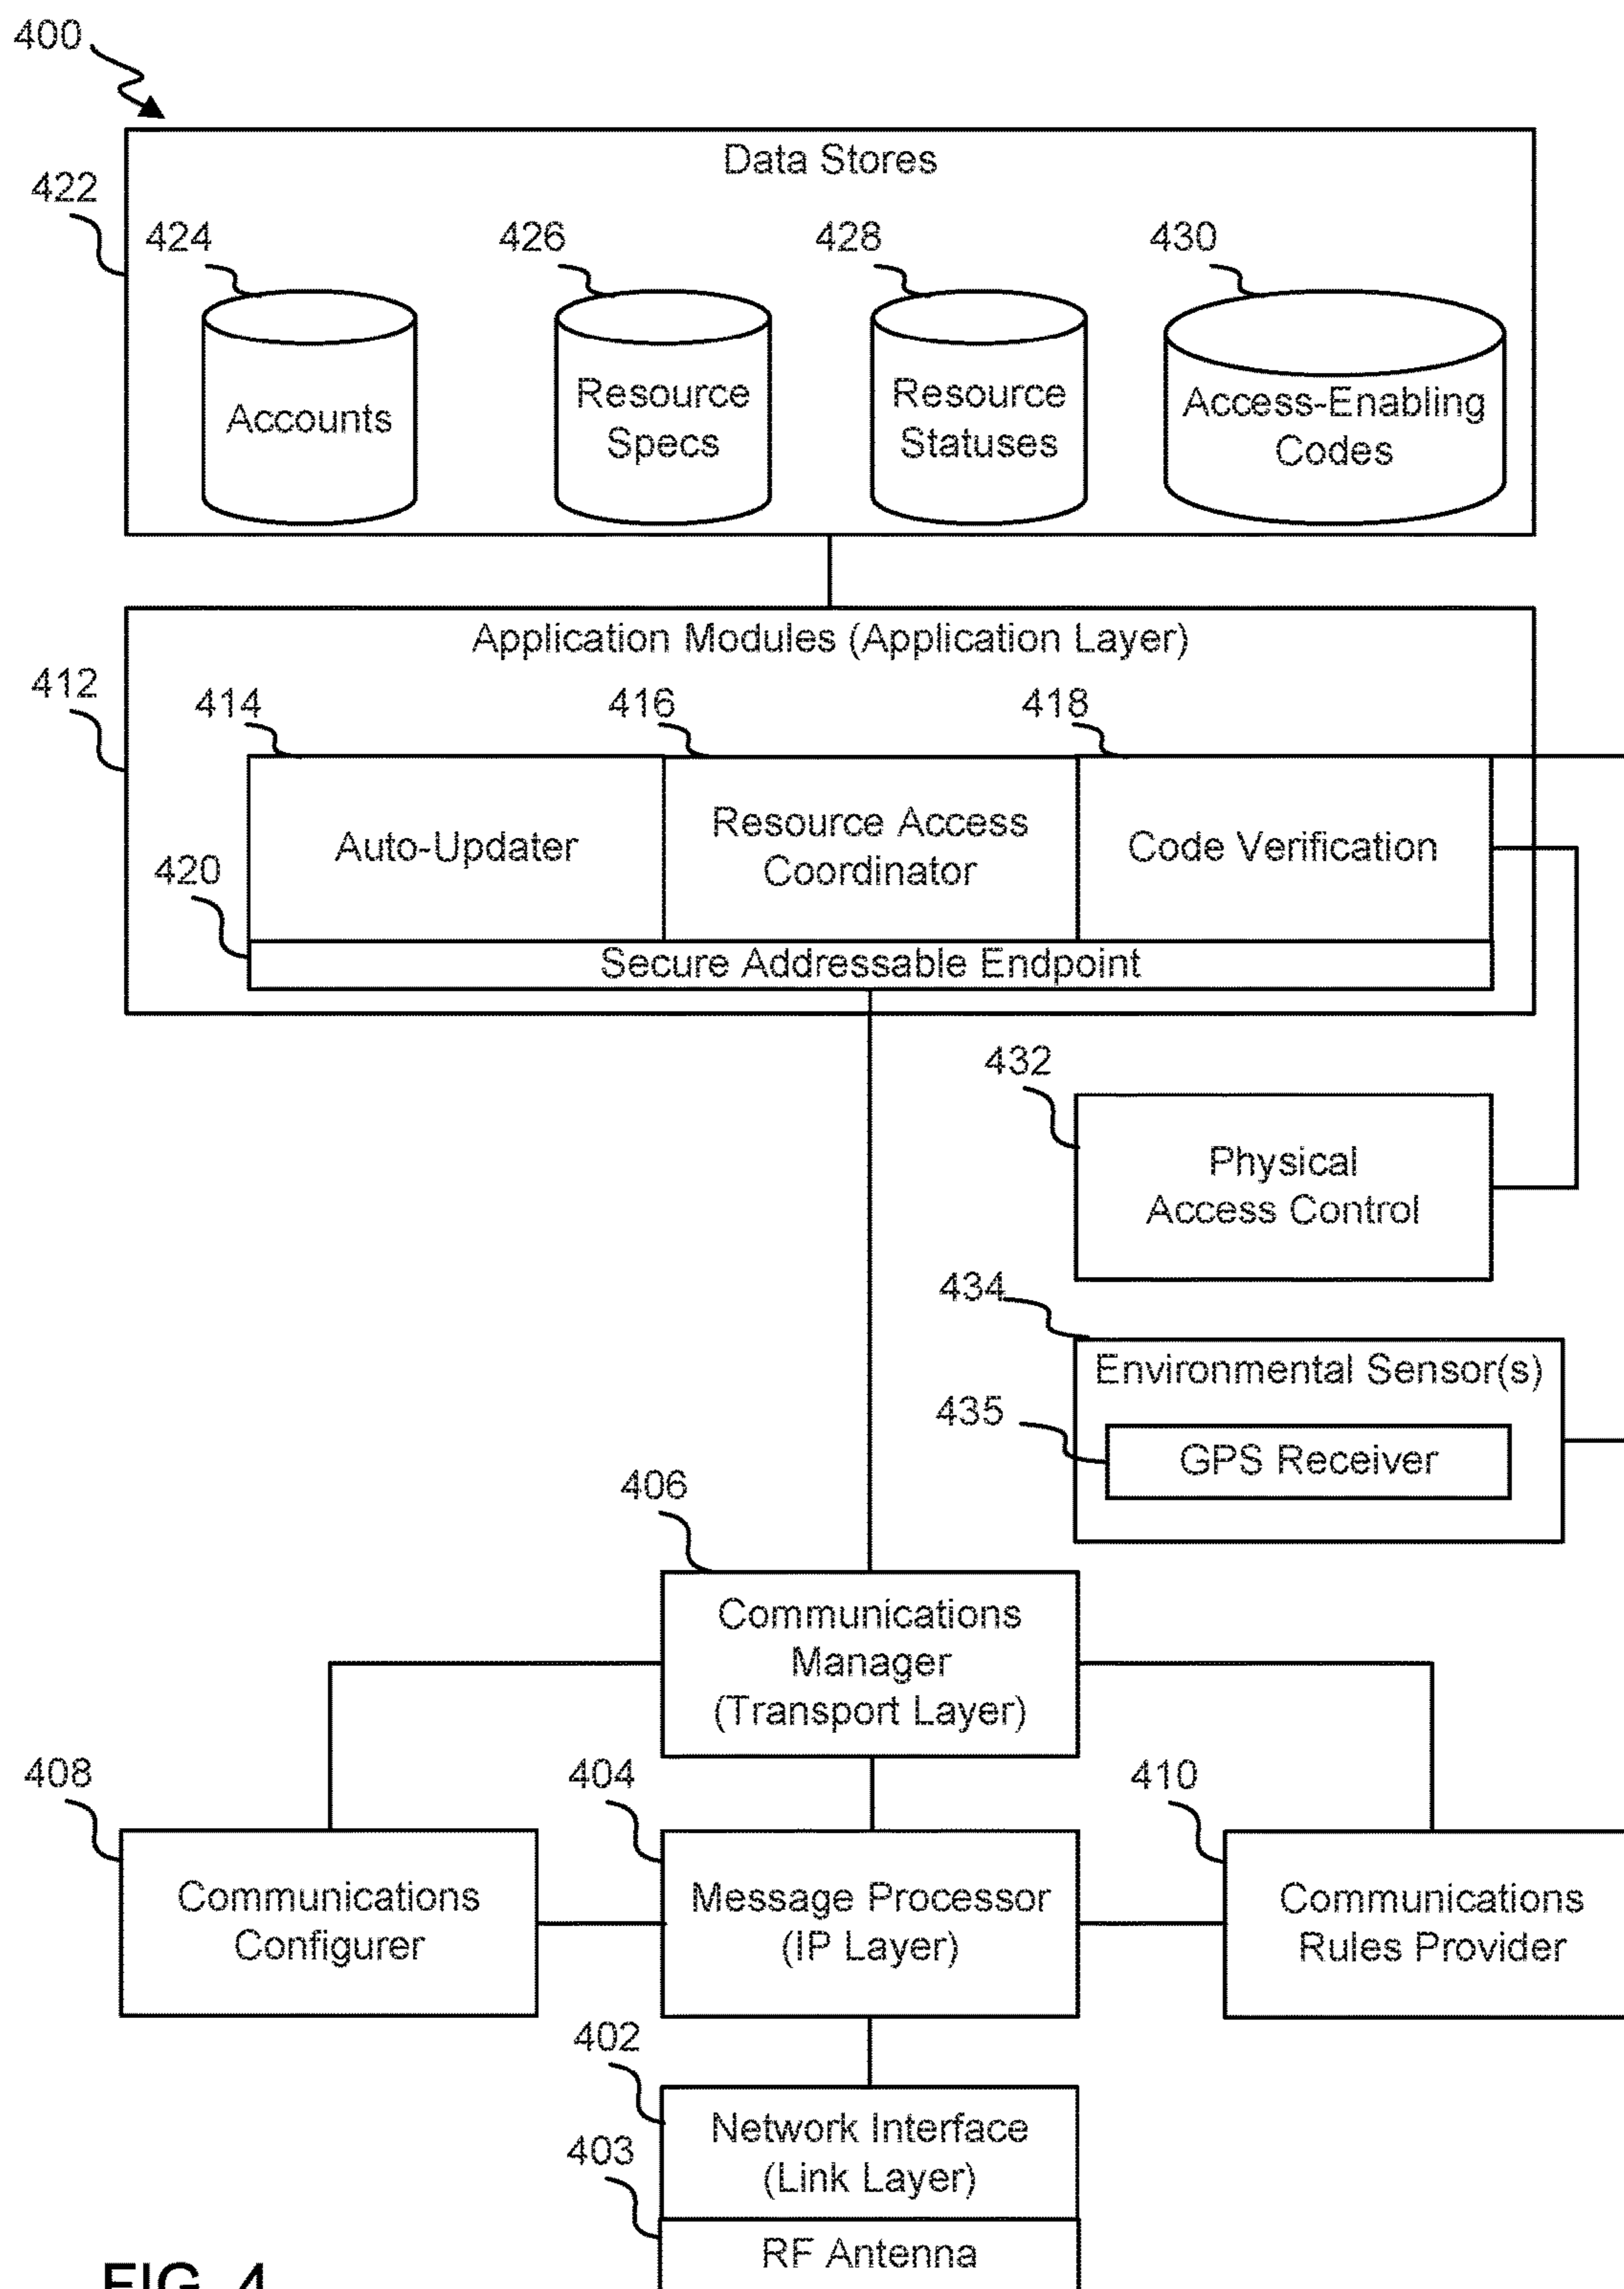 400
Data Stores
422
424
426
428
430
Accounts
Resource
Specs
Resource
Statuses
Access-Enabling
Codes
Application Modules (Application Layer)
412
414
416
418
Auto-Updater
Resource Access
Coordinator
Code Verification
420
Secure Addressable Endpoint
432
Physical
Access Control
434
Environmental Sensor(s)
435
GPS Receiver
406
Communications
Manager
(Transport Layer)
408
404
410
Communications
Configurer
Message Processor
(IP Layer)
Communications
Rules Provider
402
Network Interface
(Link Layer)
403
RF Antenna
FIG. 4